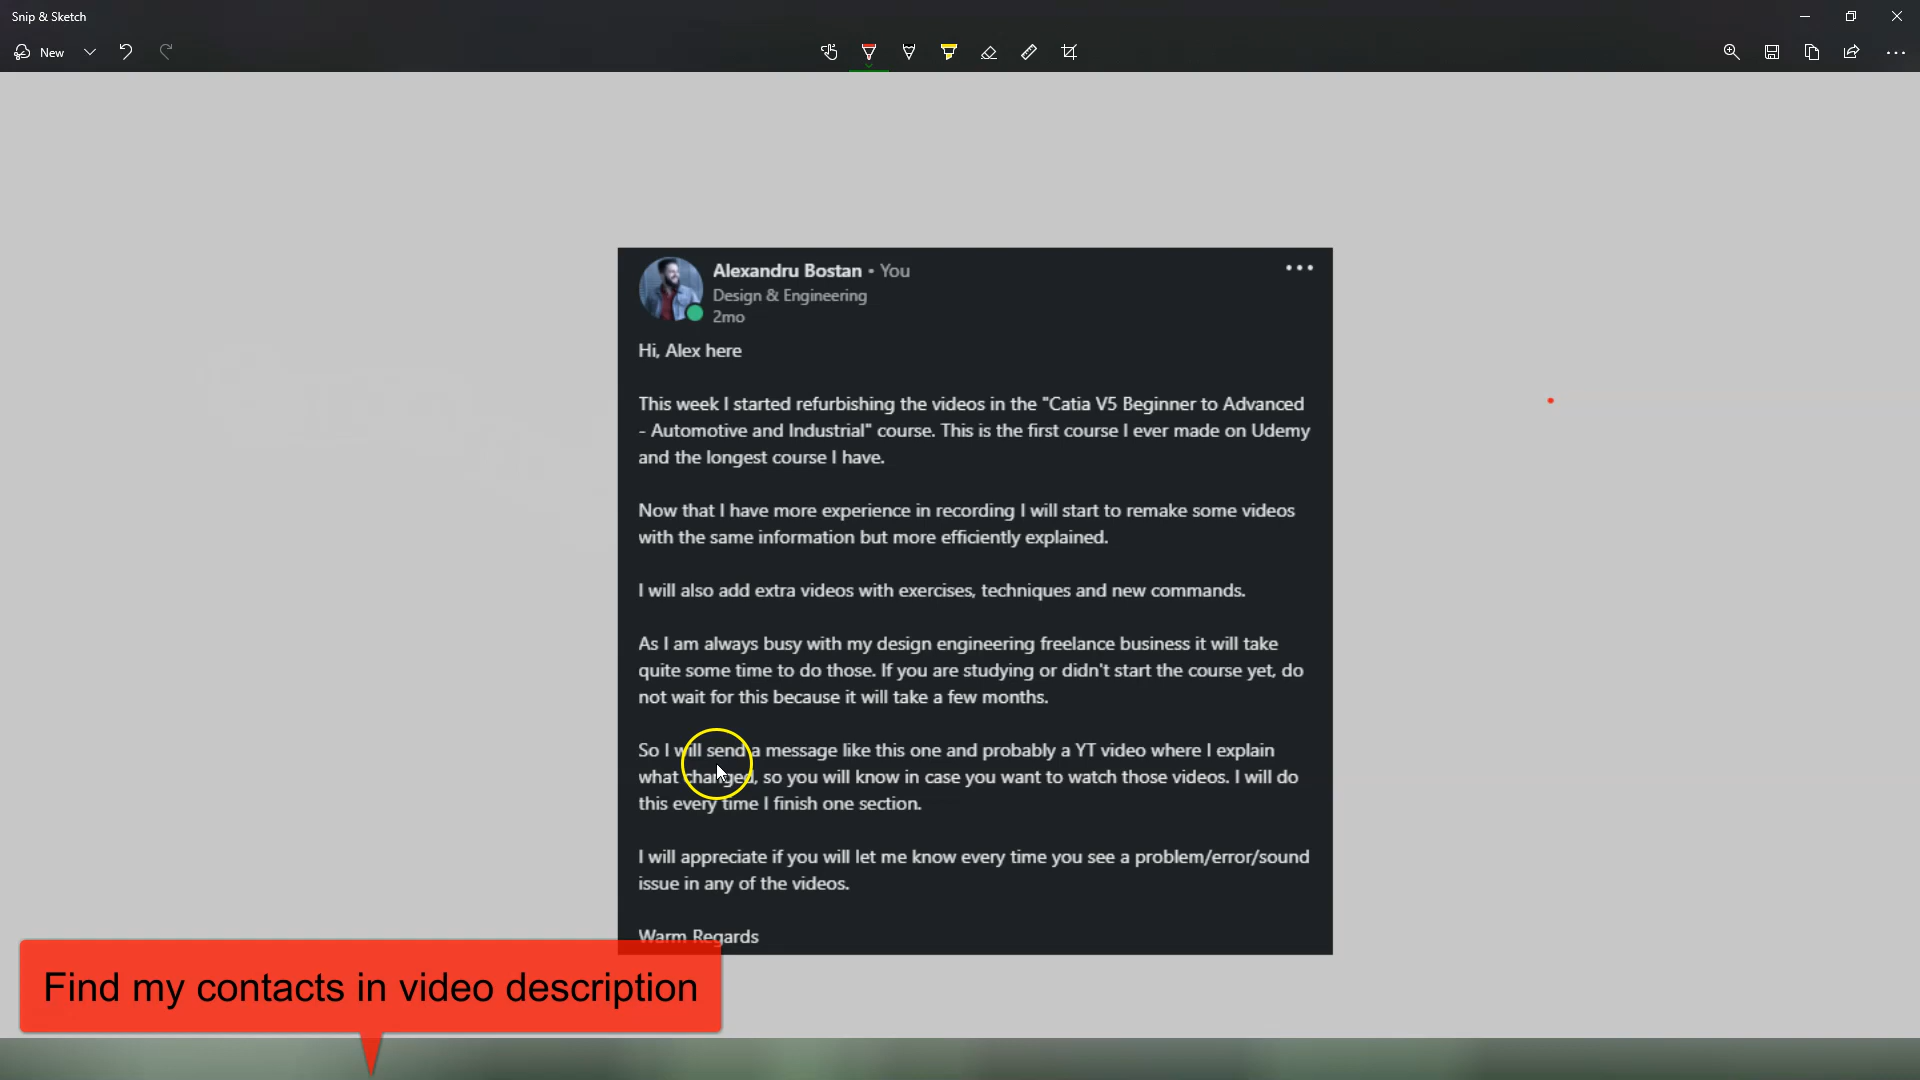 Snip & Sketch
New
Alexandru Bostan • You
Design & Engineering
2mo
Hi, Alex here
This week I started refurbishing the videos in the "Catia V5 Beginner to Advanced
- Automotive and Industrial" course. This is the first course I ever made on Udemy
and the longest course I have.
Now that I have more experience in recording I will start to remake some videos
with the same information but more efficiently explained.
I will also add extra videos with exercises, techniques and new commands.
As I am always busy with my design engineering freelance business it will take
quite some time to do those. If you are studying or didn't start the course yet, do
not wait for this because it will take a few months.
So I will send a message like this one and probably a YT video where I explain
what changed, so you will know in case you want to watch those videos. I will do
this every time I finish one section.
I will appreciate if you will let me know every time you see a problem/error/sound
issue in any of the videos.
Warm Regards
Find my contacts in video description